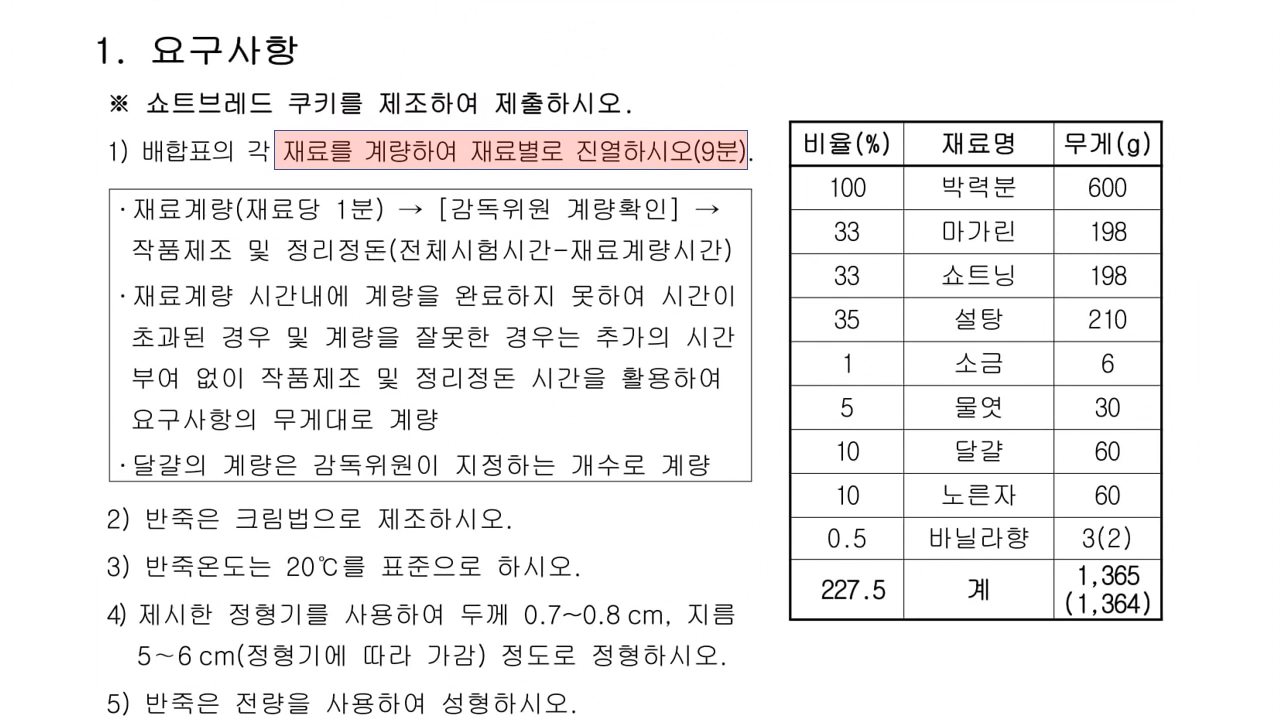 1. 요구사항
※ 쇼트브레드 쿠키를 제조하여 제출하시오.
1) 배합표의 각 재료를 계량하여 재료별로 진열하시오(9분).
·재료계량(재료당 1분) → [감독위원 계량확인] →
작품제조 및 정리정돈(전체시험시간-재료계량시간)
·재료계량 시간내에 계량을 완료하지 못하여 시간이
초과된 경우 및 계량을 잘못한 경우는 추가의 시간
부여 없이 작품제조 및 정리정돈 시간을 활용하여
요구사항의 무게대로 계량
·달걀의 계량은 감독위원이 지정하는 개수로 계량
2) 반죽은 크림법으로 제조하시오.
3) 반죽온도는 20℃를 표준으로 하시오.
4) 제시한 정형기를 사용하여 두께 0.7~0.8 cm, 지름
5~6 cm(정형기에 따라 가감) 정도로 정형하시오.
5) 반죽은 전량을 사용하여 성형하시오.
비율(%) 재료명 무게(g)
100 박력분 600
33 마가린 198
33 쇼트닝 198
35 설탕 210
1 소금 6
5 물엿 30
10 달걀 60
10 노른자 60
0.5 바닐라향 3(2)
227.5 계 1,365
(1,364)